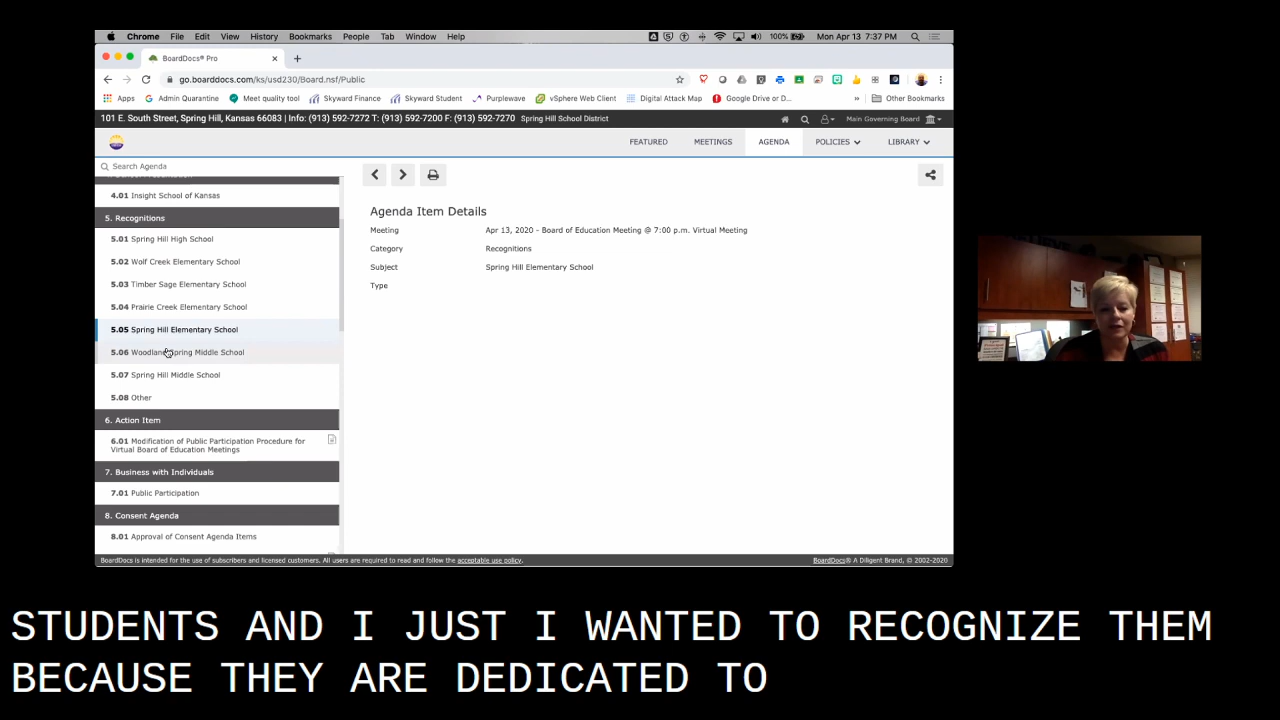 Chrome File Edit View History Bookmarks People Tab Window Help 100% Mon Apr 13 7:37 PM
BoardDocs® Pro
go.boarddocs.com/ks/usd230/Board.nsf/Public
Apps Admin Quarantine Meet quality tool Skyward Finance Skyward Student Purplewave vSphere Web Client Digital Attack Map Google Drive or D... » Other Bookmarks
101 E. South Street, Spring Hill, Kansas 66083 | Info: (913) 592-7272 T: (913) 592-7200 F: (913) 592-7270 Spring Hill School District Main Governing Board
FEATURED MEETINGS AGENDA POLICIES LIBRARY
Search Agenda
4.01 Insight School of Kansas
5. Recognitions
5.01 Spring Hill High School
5.02 Wolf Creek Elementary School
5.03 Timber Sage Elementary School
5.04 Prairie Creek Elementary School
5.05 Spring Hill Elementary School
5.06 Woodland Spring Middle School
5.07 Spring Hill Middle School
5.08 Other
6. Action Item
6.01 Modification of Public Participation Procedure for
Virtual Board of Education Meetings
7. Business with Individuals
7.01 Public Participation
8. Consent Agenda
8.01 Approval of Consent Agenda Items
Agenda Item Details
Meeting Apr 13, 2020 - Board of Education Meeting @ 7:00 p.m. Virtual Meeting
Category Recognitions
Subject Spring Hill Elementary School
Type
BoardDocs is intended for the use of subscribers and licensed customers. All users are required to read and follow the acceptable use policy. BoardDocs® A Diligent Brand, © 2002-2020
STUDENTS AND I JUST I WANTED TO RECOGNIZE THEM
BECAUSE THEY ARE DEDICATED TO